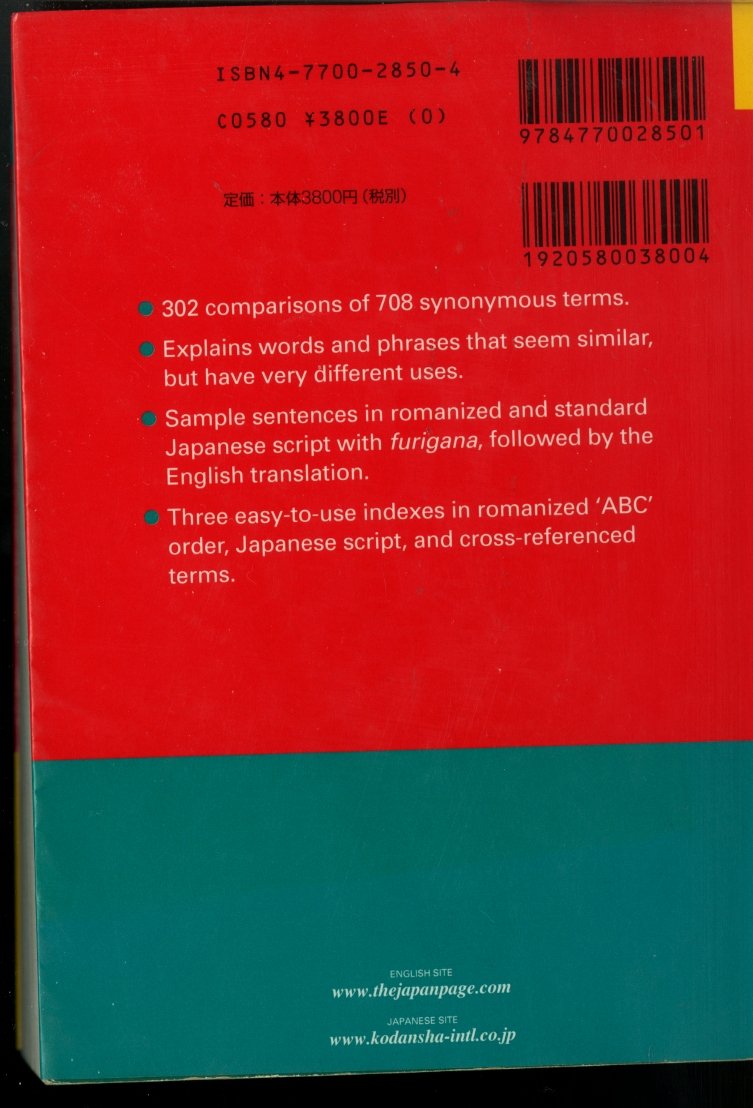 ISBN4-7700-2850-4
C0580 ¥3800E (0)
9784770028501
定価：本体3800円（税別）
1920580038004
302 comparisons of 708 synonymous terms.
Explains words and phrases that seem similar,
but have very different uses.
Sample sentences in romanized and standard
Japanese script with furigana, followed by the
English translation.
Three easy-to-use indexes in romanized ‘ABC’
order, Japanese script, and cross-referenced
terms.
ENGLISH SITE
www.thejapanpage.com
JAPANESE SITE
www.kodansha-intl.co.jp